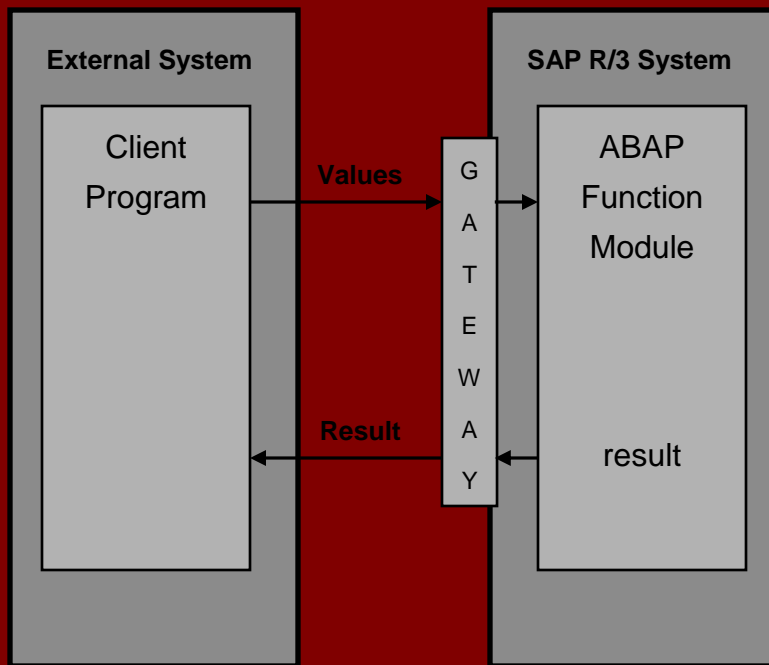 External System
SAP R/3 System
Client
Program
Values
G
A
T
E
W
A
Y
ABAP
Function
Module
Result
result